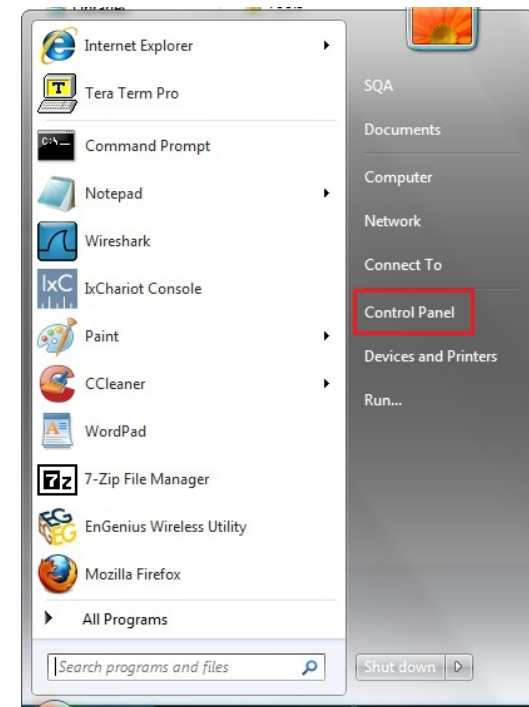 Internet Explorer
Tera Term Pro
C:\
Command Prompt
Notepad
Wireshark
IxC
IxChariot Console
Paint
CCleaner
WordPad
7z
7-Zip File Manager
EnGenius Wireless Utility
Mozilla Firefox
All Programs
Search programs and files
SQA
Documents
Computer
Network
Connect To
Control Panel
Devices and Printers
Run...
Shut down